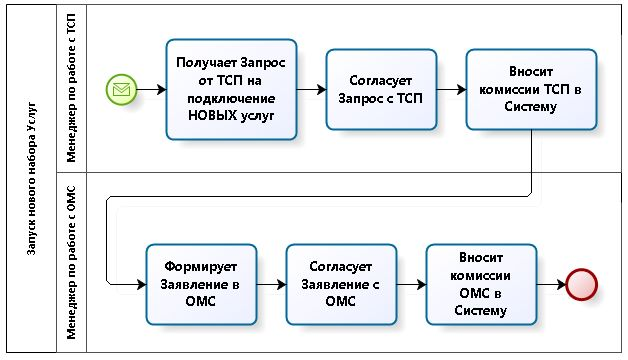 Запуск нового набора Услуг
Менеджер по работе с ТСП
Получает Запрос
от ТСП на
подключение
НОВЫХ услуг
Согласует
Запрос с ТСП
Вносит
комиссии ТСП в
Систему
Менеджер по работе с ОМС
Формирует
Заявление в
ОМС
Согласует
Заявление с
ОМС
Вносит
комиссии
ОМС в
Систему